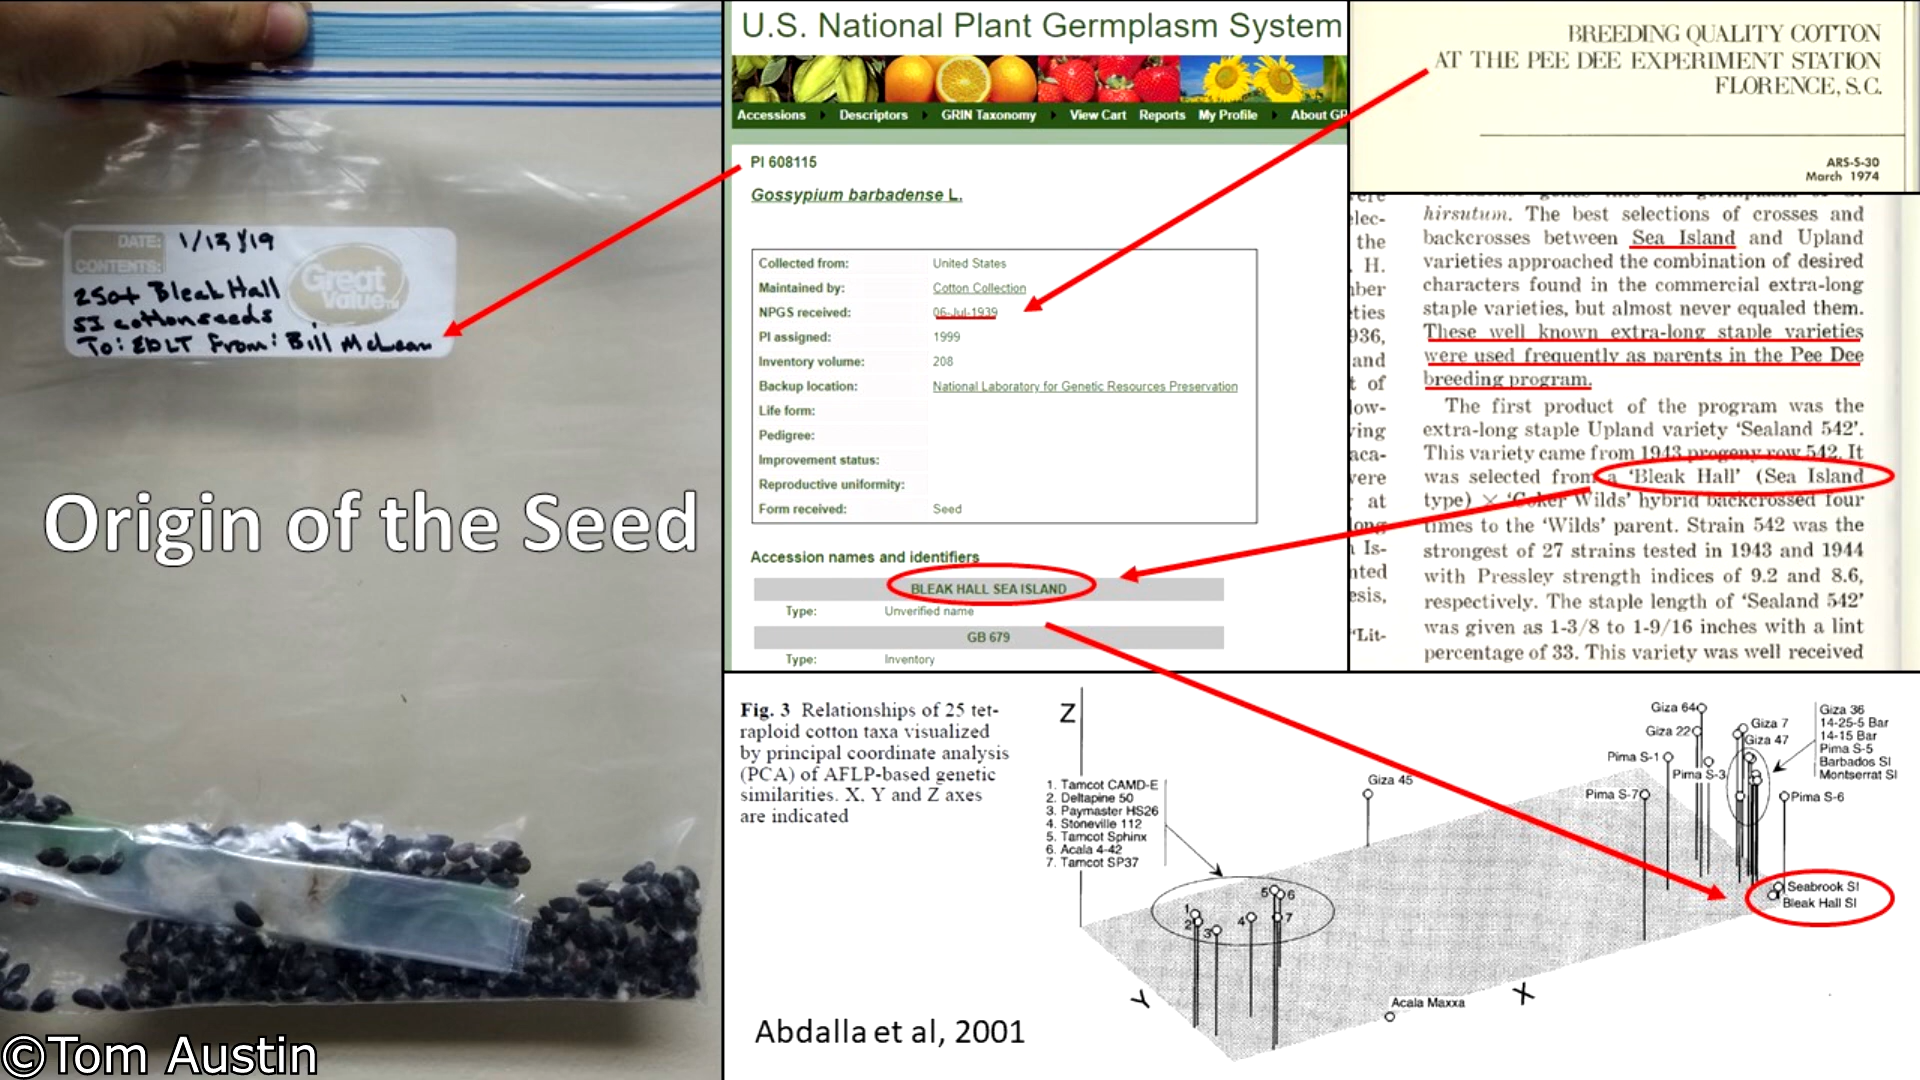 DATE: 1/13/19
CONTENTS:
250+ Bleak Hall
SI cottonseeds
To: EDLT From: Bill McLean
Great
Value
Origin of the Seed
©Tom Austin
U.S. National Plant Germplasm System
Accessions Descriptors GRIN Taxonomy View Cart Reports My Profile About GR
PI 608115
Gossypium barbadense L.
Collected from: United States
Maintained by: Cotton Collection
NPGS received: 06-Jul-1939
PI assigned: 1999
Inventory volume: 208
Backup location: National Laboratory for Genetic Resources Preservation
Life form:
Pedigree:
Improvement status:
Reproductive uniformity:
Form received: Seed
Accession names and identifiers
BLEAK HALL SEA ISLAND
Type: Unverified name
GB 679
Type: Inventory
BREEDING QUALITY COTTON
AT THE PEE DEE EXPERIMENT STATION
FLORENCE, S.C.
ARS-S-30
March 1974
hirsutum. The best selections of crosses and
backcrosses between Sea Island and Upland
varieties approached the combination of desired
characters found in the commercial extra-long
staple varieties, but almost never equaled them.
These well known extra-long staple varieties
were used frequently as parents in the Pee Dee
breeding program.
The first product of the program was the
extra-long staple Upland variety 'Sealand 542'.
This variety came from 1943 progeny row 542. It
was selected from a 'Bleak Hall' (Sea Island
type) × 'Coker Wilds' hybrid backcrossed four
times to the 'Wilds' parent. Strain 542 was the
strongest of 27 strains tested in 1943 and 1944
with Pressley strength indices of 9.2 and 8.6,
respectively. The staple length of 'Sealand 542'
was given as 1-3/8 to 1-9/16 inches with a lint
percentage of 33. This variety was well received
Fig. 3 Relationships of 25 tet-
raploid cotton taxa visualized
by principal coordinate analysis
(PCA) of AFLP-based genetic
similarities. X, Y and Z axes
are indicated
Abdalla et al, 2001
Z
1. Tamcot CAMD-E
2. Deltapine 50
3. Paymaster HS26
4. Stoneville 112
5. Tamcot Sphinx
6. Acala 4-42
7. Tamcot SP37
1
2
3
4
5
6
7
Giza 45
Giza 64
Giza 22
Pima S-1
Pima S-3
Pima S-7
Giza 7
Giza 47
Giza 36
14-25-5 Bar
14-15 Bar
Pima S-5
Barbados SI
Montserrat SI
Pima S-6
Seabrook SI
Bleak Hall SI
Acala Maxxa
Y
X